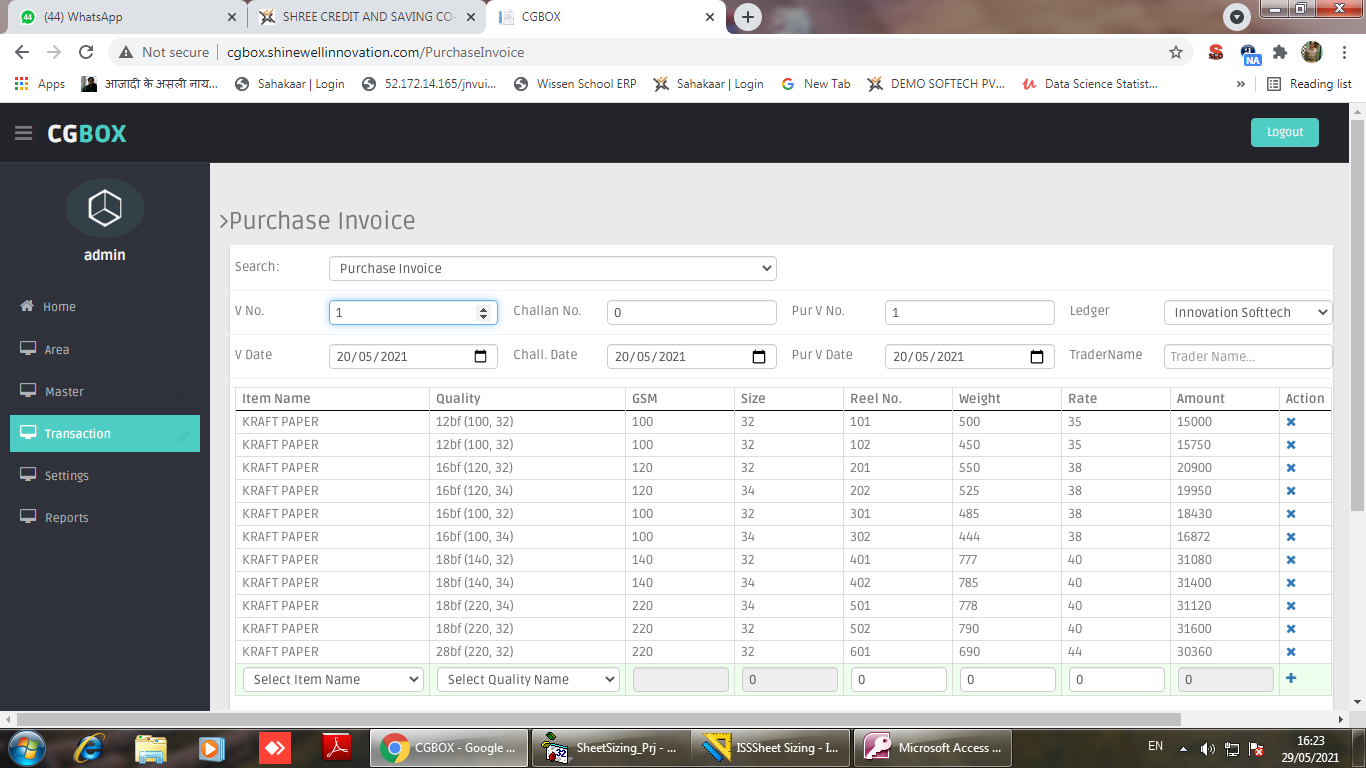 (44) WhatsApp
SHREE CREDIT AND SAVING CO-
CGBOX
Not secure cgbox.shinewellinnovation.com/PurchaseInvoice
NA
Apps आजादी के असली नाय... Sahakaar | Login 52.172.14.165/jnvui... Wissen School ERP Sahakaar | Login New Tab DEMO SOFTECH PV... Data Science Statist... » Reading list
CGBOX Logout
admin
Home
Area
Master
Transaction
Settings
Reports
>Purchase Invoice
Search: Purchase Invoice
V No. 1 Challan No. 0 Pur V No. 1 Ledger Innovation Softtech
V Date 20/05/2021 Chall. Date 20/05/2021 Pur V Date 20/05/2021 TraderName Trader Name...
Item Name Quality GSM Size Reel No. Weight Rate Amount Action
KRAFT PAPER 12bf (100, 32) 100 32 101 500 35 15000
KRAFT PAPER 12bf (100, 32) 100 32 102 450 35 15750
KRAFT PAPER 16bf (120, 32) 120 32 201 550 38 20900
KRAFT PAPER 16bf (120, 34) 120 34 202 525 38 19950
KRAFT PAPER 16bf (100, 32) 100 32 301 485 38 18430
KRAFT PAPER 16bf (100, 34) 100 34 302 444 38 16872
KRAFT PAPER 18bf (140, 32) 140 32 401 777 40 31080
KRAFT PAPER 18bf (140, 34) 140 34 402 785 40 31400
KRAFT PAPER 18bf (220, 34) 220 34 501 778 40 31120
KRAFT PAPER 18bf (220, 32) 220 32 502 790 40 31600
KRAFT PAPER 28bf (220, 32) 220 32 601 690 44 30360
Select Item Name Select Quality Name 0 0 0 0 0
CGBOX - Google ... SheetSizing_Prj - ... ISSSheet Sizing - I... Microsoft Access ... EN 16:23
29/05/2021